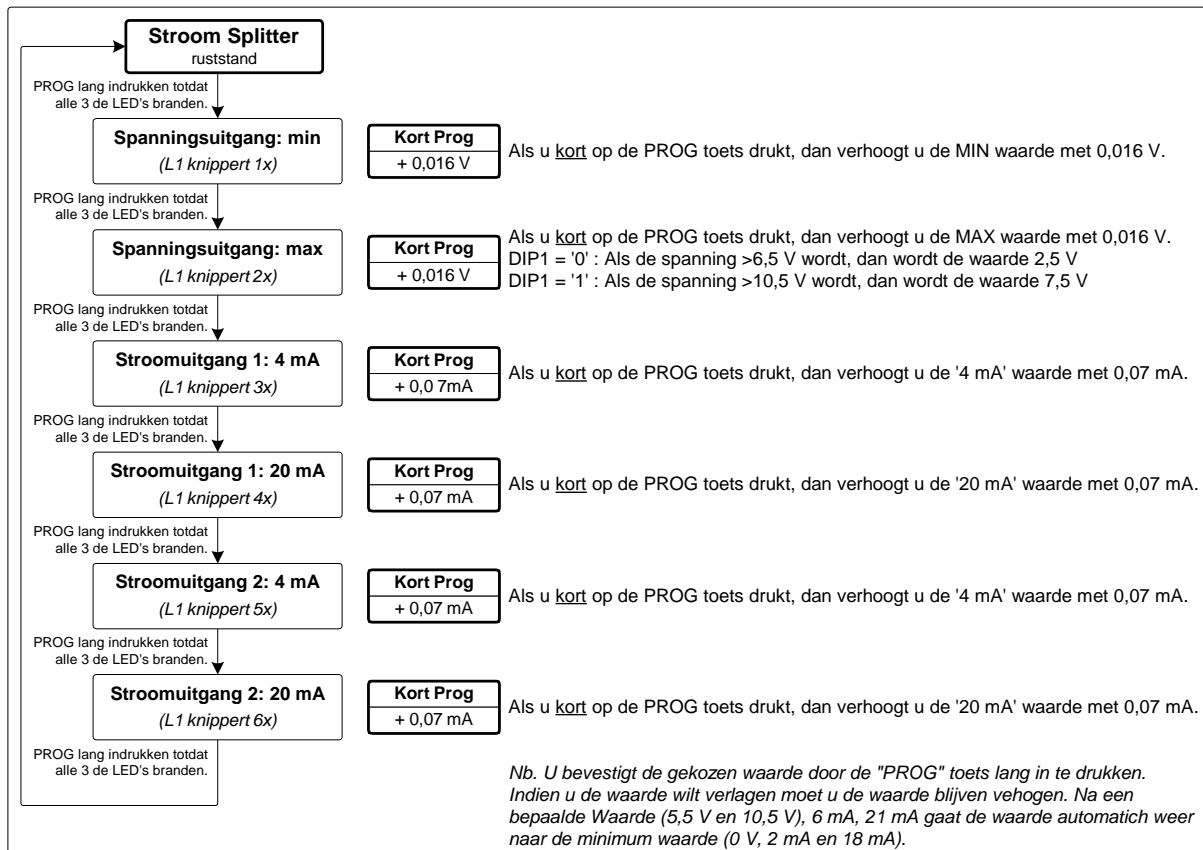 Stroom Splitter
ruststand
PROG lang indrukken totdat
alle 3 de LED's branden.
Spanningsuitgang: min
(L1 knippert 1x)
Kort Prog
+ 0,016 V
Als u kort op de PROG toets drukt, dan verhoogt u de MIN waarde met 0,016 V.
PROG lang indrukken totdat
alle 3 de LED's branden.
Spanningsuitgang: max
(L1 knippert 2x)
Kort Prog
+ 0,016 V
Als u kort op de PROG toets drukt, dan verhoogt u de MAX waarde met 0,016 V.
DIP1 = '0' : Als de spanning >6,5 V wordt, dan wordt de waarde 2,5 V
DIP1 = '1' : Als de spanning >10,5 V wordt, dan wordt de waarde 7,5 V
PROG lang indrukken totdat
alle 3 de LED's branden.
Stroomuitgang 1: 4 mA
(L1 knippert 3x)
Kort Prog
+ 0,0 7mA
Als u kort op de PROG toets drukt, dan verhoogt u de '4 mA' waarde met 0,07 mA.
PROG lang indrukken totdat
alle 3 de LED's branden.
Stroomuitgang 1: 20 mA
(L1 knippert 4x)
Kort Prog
+ 0,07 mA
Als u kort op de PROG toets drukt, dan verhoogt u de '20 mA' waarde met 0,07 mA.
PROG lang indrukken totdat
alle 3 de LED's branden.
Stroomuitgang 2: 4 mA
(L1 knippert 5x)
Kort Prog
+ 0,07 mA
Als u kort op de PROG toets drukt, dan verhoogt u de '4 mA' waarde met 0,07 mA.
PROG lang indrukken totdat
alle 3 de LED's branden.
Stroomuitgang 2: 20 mA
(L1 knippert 6x)
Kort Prog
+ 0,07 mA
Als u kort op de PROG toets drukt, dan verhoogt u de '20 mA' waarde met 0,07 mA.
PROG lang indrukken totdat
alle 3 de LED's branden.
Nb. U bevestigt de gekozen waarde door de "PROG" toets lang in te drukken.
Indien u de waarde wilt verlagen moet u de waarde blijven vehogen. Na een
bepaalde Waarde (5,5 V en 10,5 V), 6 mA, 21 mA gaat de waarde automatich weer
naar de minimum waarde (0 V, 2 mA en 18 mA).